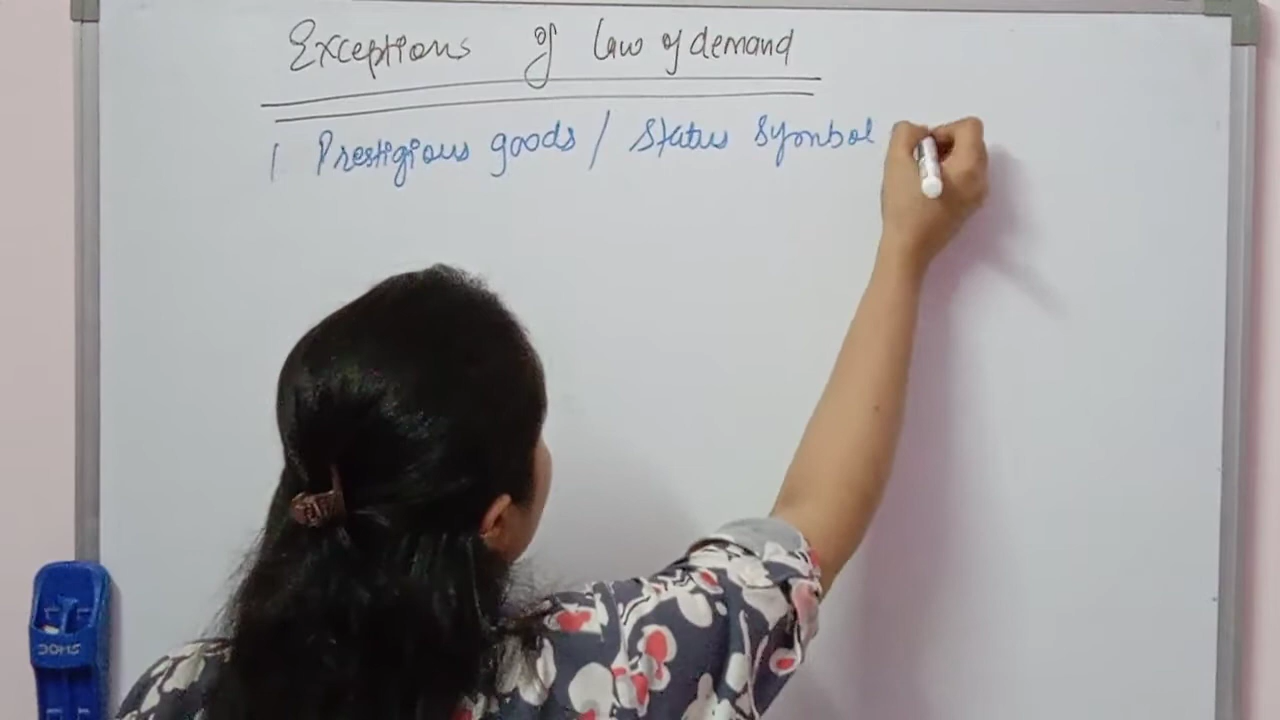 Exceptions of law of demand
1 Prestigious goods / Status Symbol